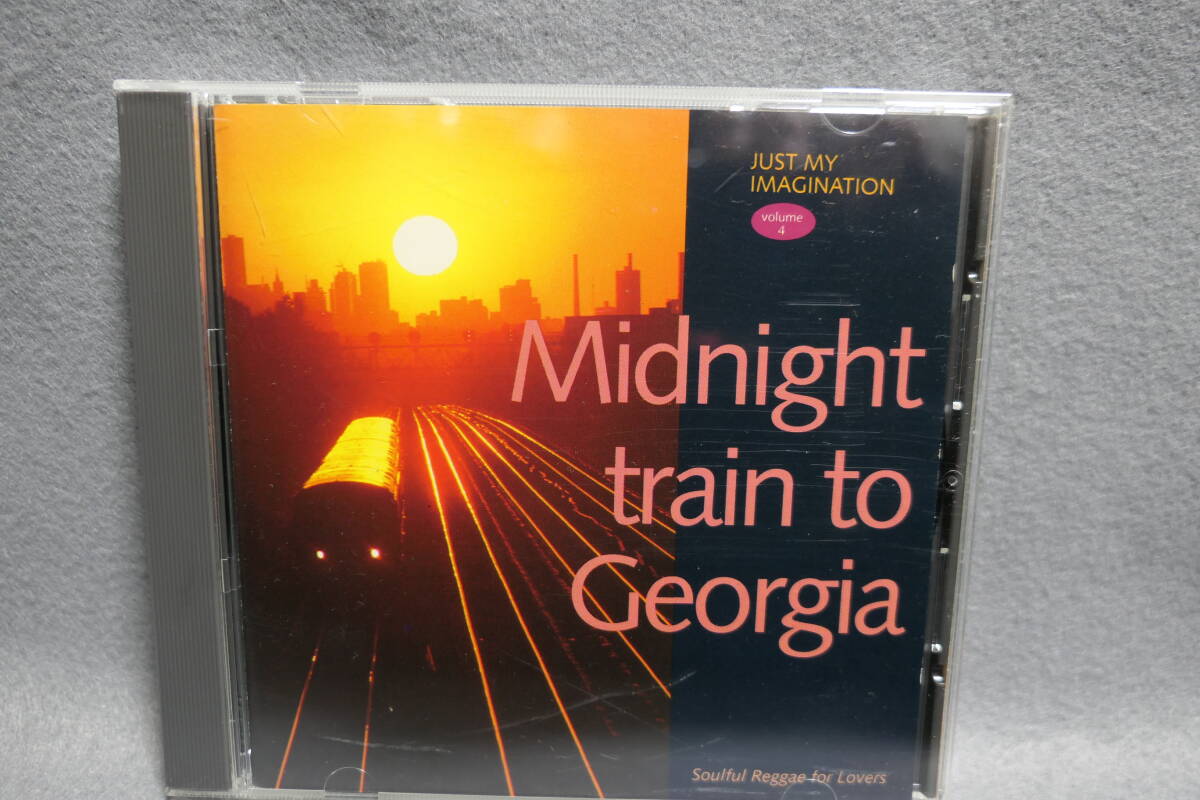 JUST MY
IMAGINATION
volume
4
Midnight
train to
Georgia
Soulful Reggae for Lovers